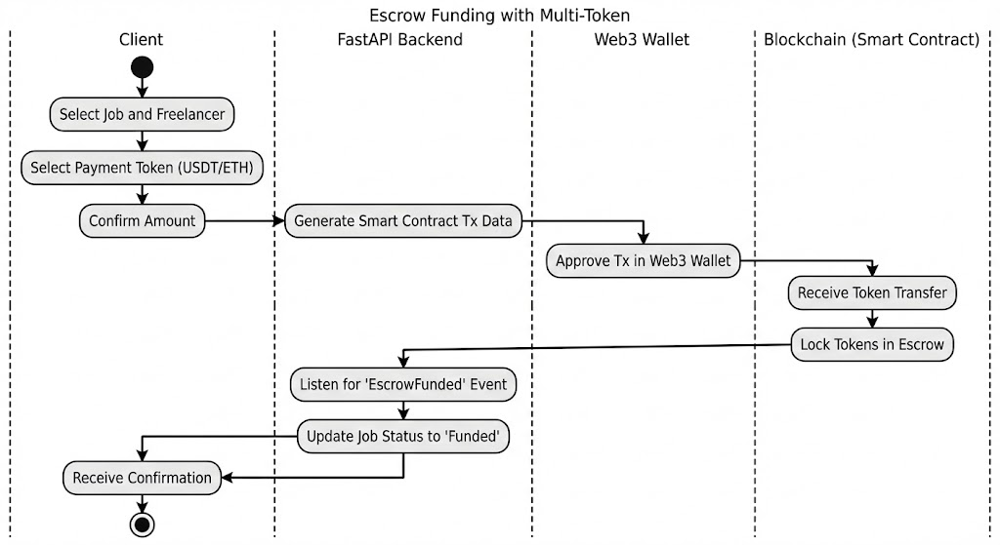 Escrow Funding with Multi-Token
Client
FastAPI Backend
Web3 Wallet
Blockchain (Smart Contract)
Select Job and Freelancer
Select Payment Token (USDT/ETH)
Confirm Amount
Generate Smart Contract Tx Data
Approve Tx in Web3 Wallet
Receive Token Transfer
Lock Tokens in Escrow
Listen for 'EscrowFunded' Event
Update Job Status to 'Funded'
Receive Confirmation